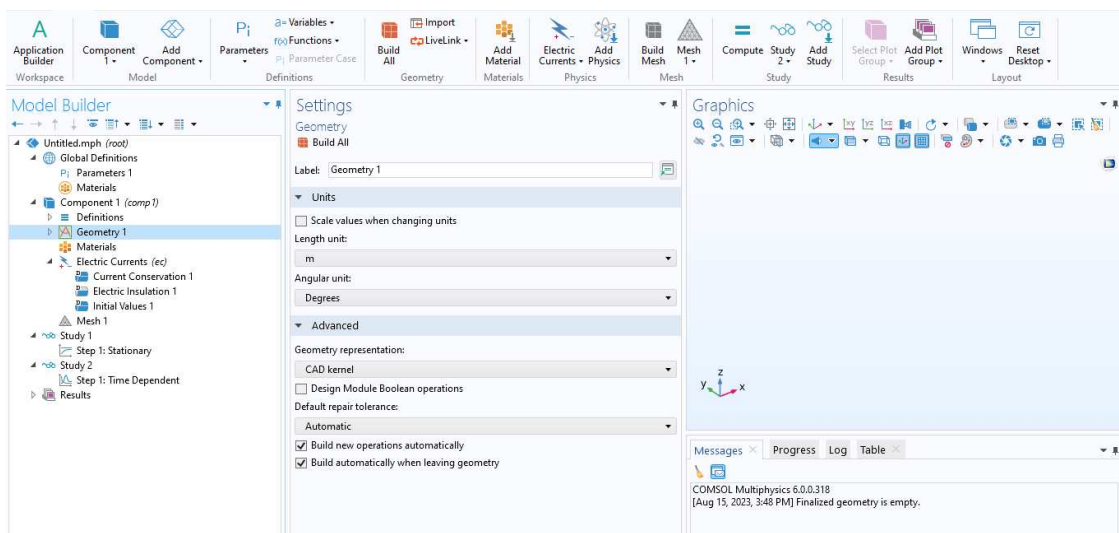 Application Builder
Workspace
Component 1
Add Component
Model
Pi
Parameters
a= Variables
f(x) Functions
Pi Parameter Case
Definitions
Build All
Import
LiveLink
Geometry
Add Material
Materials
Electric Currents
Add Physics
Physics
Build Mesh
Mesh 1
Mesh
Compute
Study 2
Add Study
Study
Select Plot Group
Add Plot Group
Results
Windows
Reset Desktop
Layout
Model Builder
Untitled.mph (root)
Global Definitions
Pi Parameters 1
Materials
Component 1 (comp1)
Definitions
Geometry 1
Materials
Electric Currents (ec)
Current Conservation 1
Electric Insulation 1
Initial Values 1
Mesh 1
Study 1
Step 1: Stationary
Study 2
Step 1: Time Dependent
Results
Settings
Geometry
Build All
Label: Geometry 1
Units
Scale values when changing units
Length unit:
m
Angular unit:
Degrees
Advanced
Geometry representation:
CAD kernel
Design Module Boolean operations
Default repair tolerance:
Automatic
Build new operations automatically
Build automatically when leaving geometry
Graphics
z
y
x
Messages
Progress
Log
Table
COMSOL Multiphysics 6.0.0.318
[Aug 15, 2023, 3:48 PM] Finalized geometry is empty.